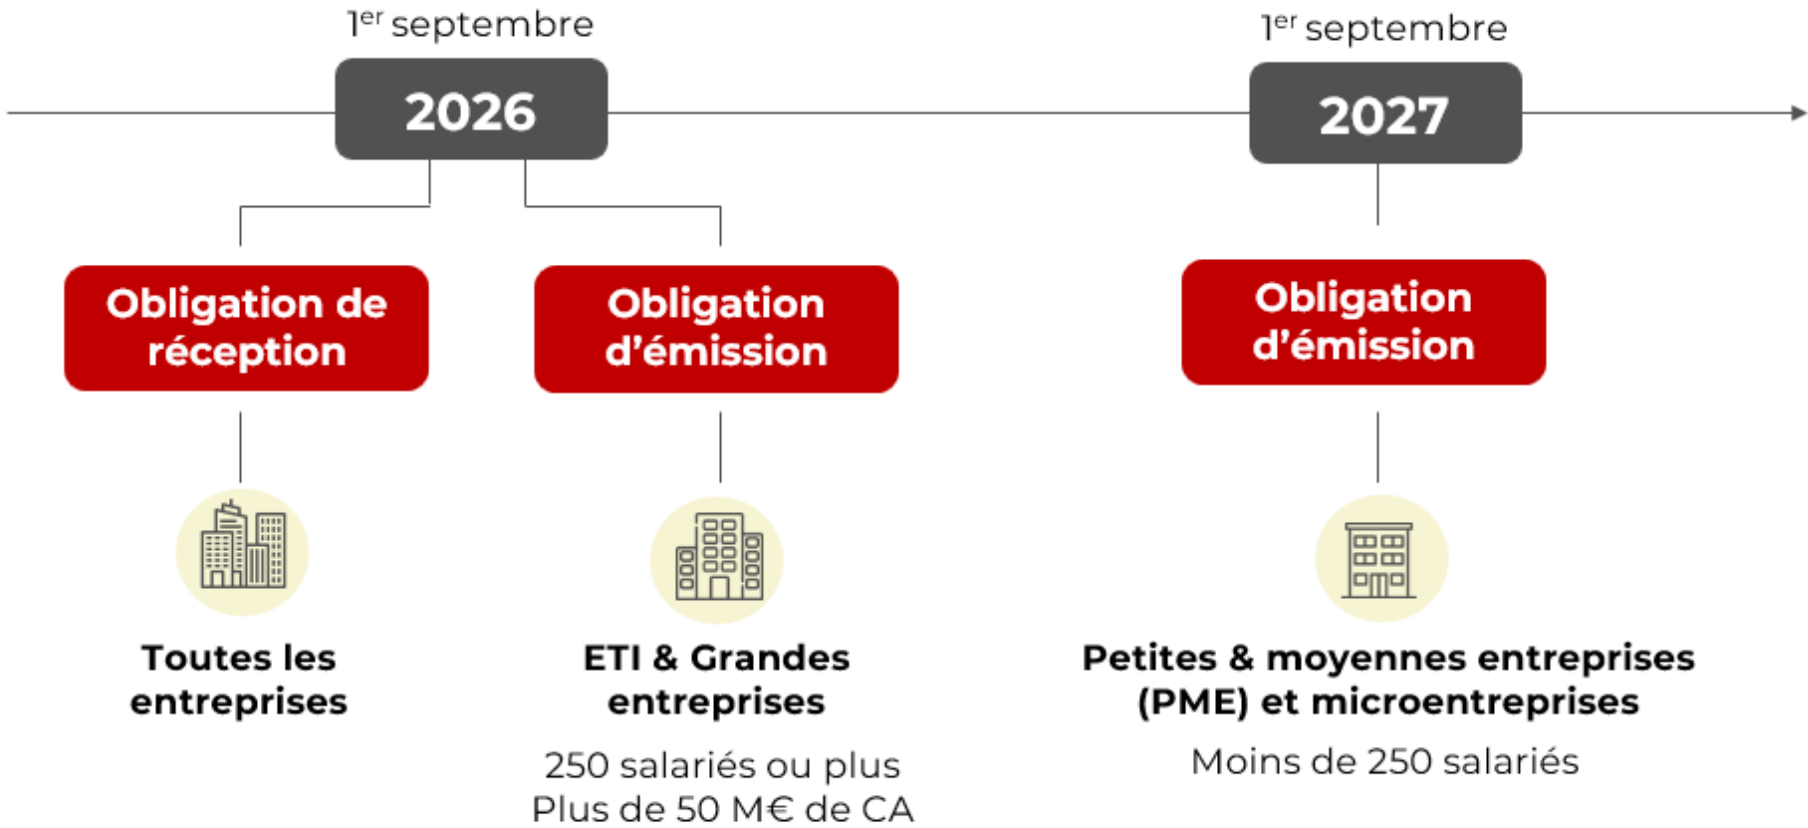 1er septembre
2026
Obligation de
réception
Toutes les
entreprises
Obligation
d’émission
ETI & Grandes
entreprises
250 salariés ou plus
Plus de 50 M€ de CA
1er septembre
2027
Obligation
d’émission
Petites & moyennes entreprises
(PME) et microentreprises
Moins de 250 salariés